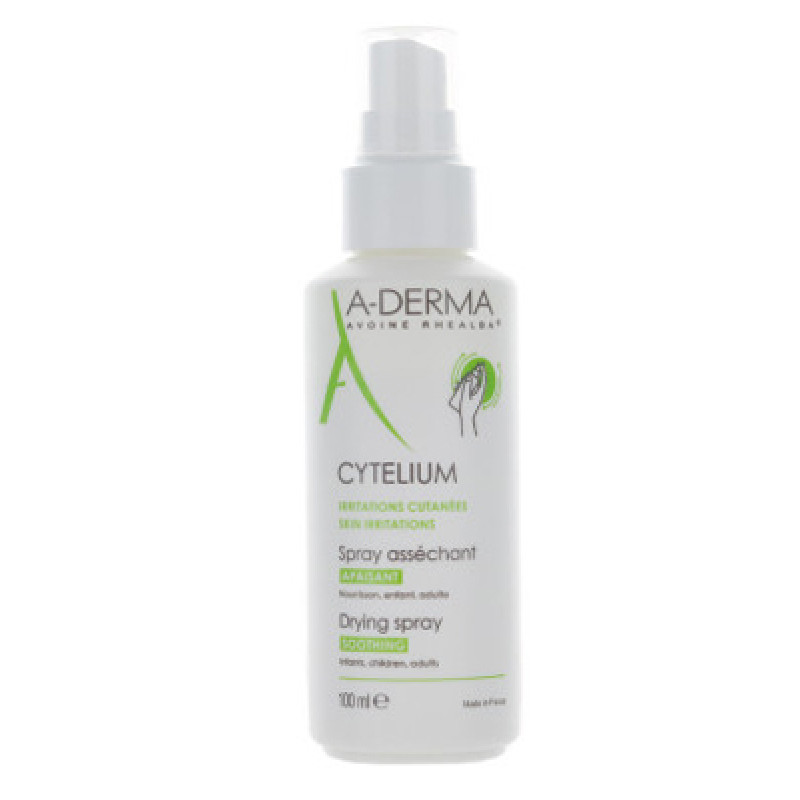 A-DERMA
AVOINE RHEALBA®
CYTELIUM
IRRITATIONS CUTANÉES
SKIN IRRITATIONS
Spray asséchant
APAISANT
Nourrisson, enfant, adulte
Drying spray
SOOTHING
Infants, children, adults
100 ml ℮
Made in France